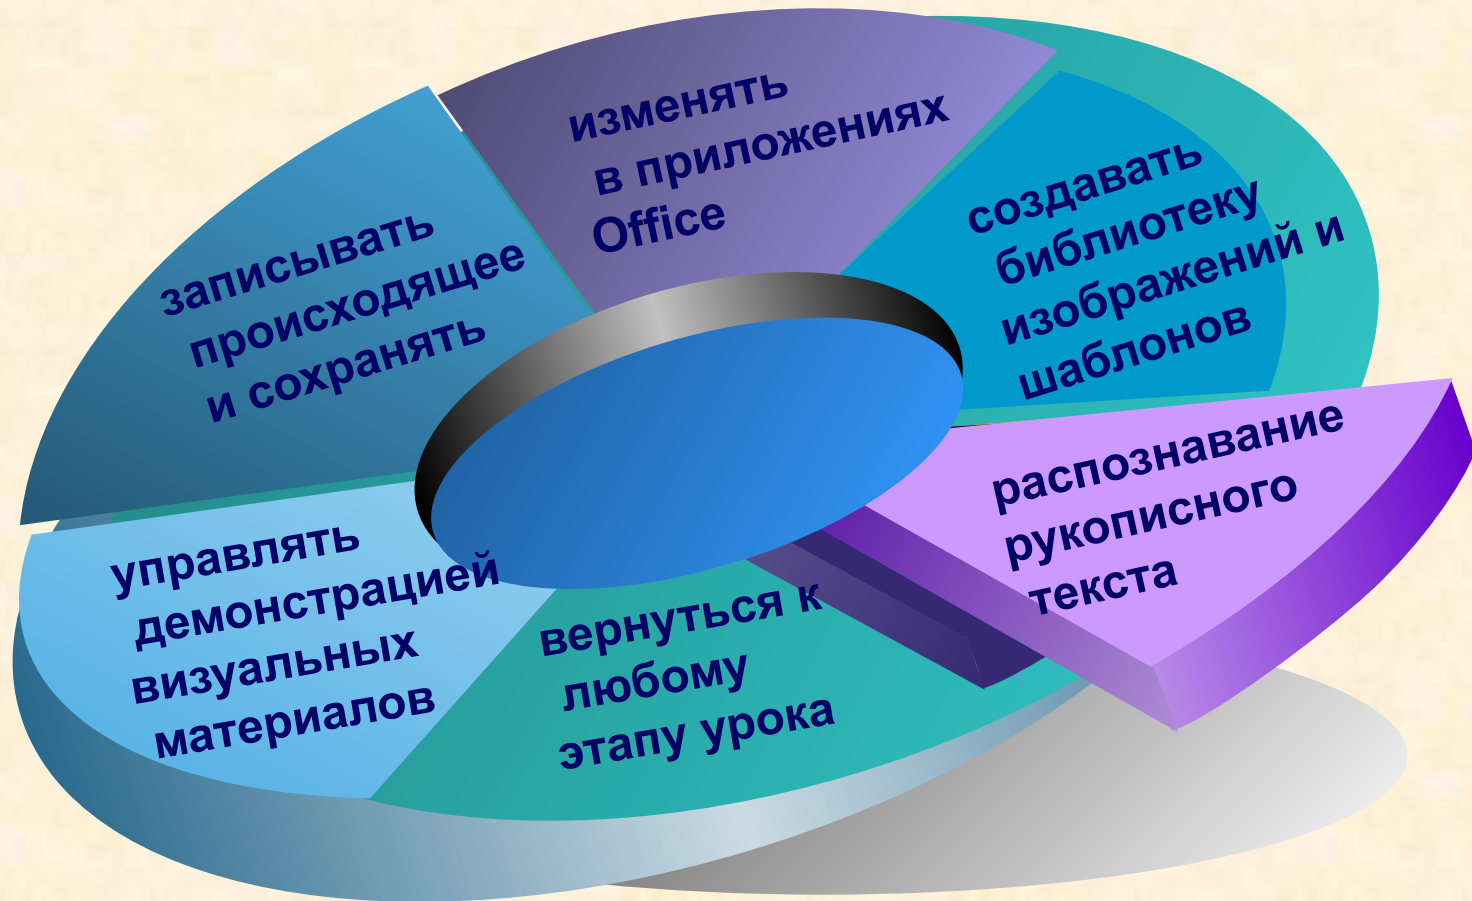 изменять
в приложениях
Office
создавать
библиотеку
изображений и
шаблонов
распознавание
рукописного
текста
вернуться к
любому
этапу урока
управлять
демонстрацией
визуальных
материалов
записывать
происходящее
и сохранять